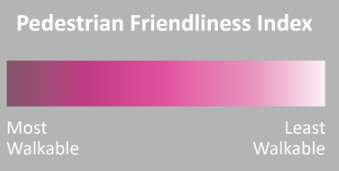 Pedestrian Friendliness Index
Most Least
Walkable Walkable